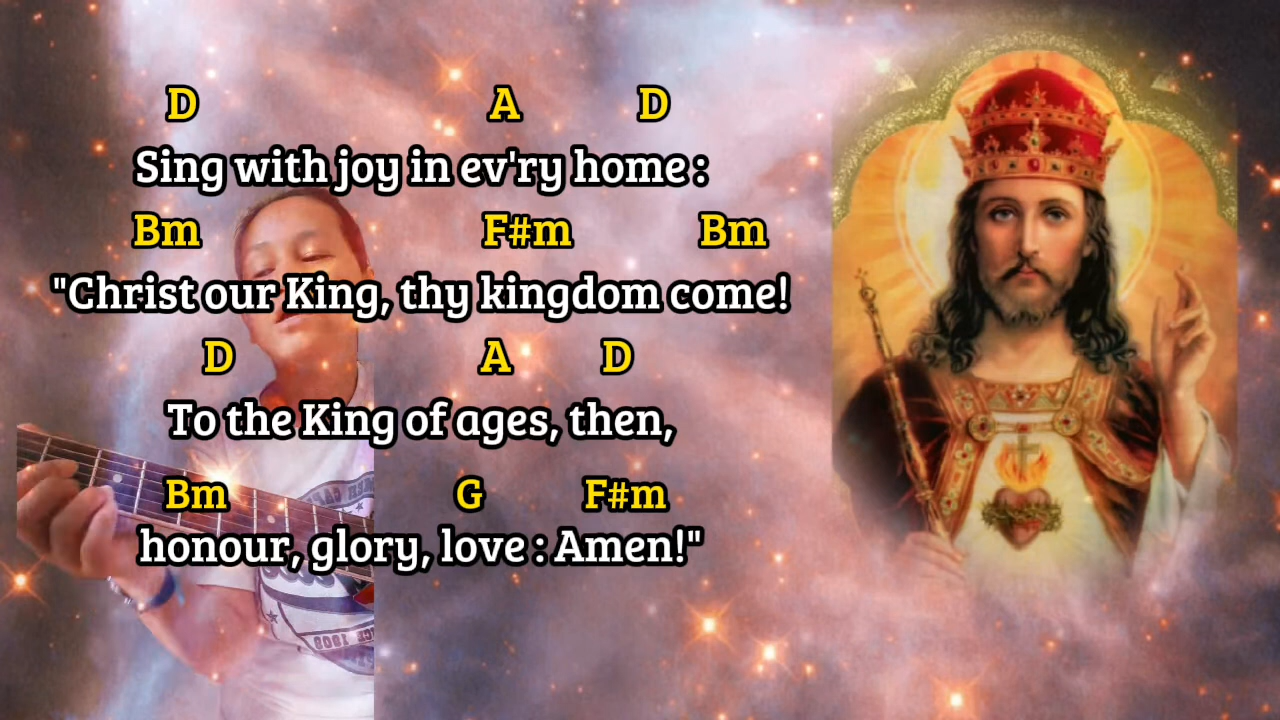 D A D
Sing with joy in ev'ry home :
Bm F#m Bm
"Christ our King, thy kingdom come!
D A D
To the King of ages, then,
Bm G F#m
honour, glory, love : Amen!"